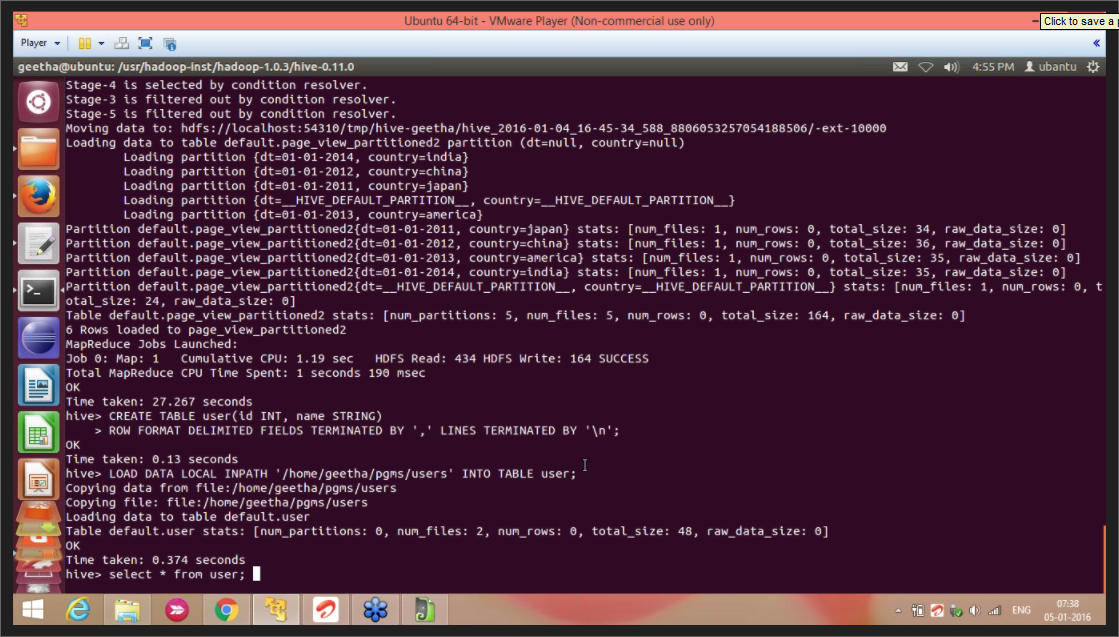 Ubuntu 64-bit - VMware Player (Non-commercial use only)
Click to save a p
Player
geetha@ubuntu: /usr/hadoop-inst/hadoop-1.0.3/hive-0.11.0
4:55 PM ubantu
Stage-4 is selected by condition resolver.
Stage-3 is filtered out by condition resolver.
Stage-5 is filtered out by condition resolver.
Moving data to: hdfs://localhost:54310/tmp/hive-geetha/hive_2016-01-04_16-45-34_588_8806053257054188506/-ext-10000
Loading data to table default.page_view_partitioned2 partition (dt=null, country=null)
Loading partition {dt=01-01-2014, country=india}
Loading partition {dt=01-01-2012, country=china}
Loading partition {dt=01-01-2011, country=japan}
Loading partition {dt=__HIVE_DEFAULT_PARTITION__, country=__HIVE_DEFAULT_PARTITION__}
Loading partition {dt=01-01-2013, country=america}
Partition default.page_view_partitioned2{dt=01-01-2011, country=japan} stats: [num_files: 1, num_rows: 0, total_size: 34, raw_data_size: 0]
Partition default.page_view_partitioned2{dt=01-01-2012, country=china} stats: [num_files: 1, num_rows: 0, total_size: 36, raw_data_size: 0]
Partition default.page_view_partitioned2{dt=01-01-2013, country=america} stats: [num_files: 1, num_rows: 0, total_size: 35, raw_data_size: 0]
Partition default.page_view_partitioned2{dt=01-01-2014, country=india} stats: [num_files: 1, num_rows: 0, total_size: 35, raw_data_size: 0]
Partition default.page_view_partitioned2{dt=__HIVE_DEFAULT_PARTITION__, country=__HIVE_DEFAULT_PARTITION__} stats: [num_files: 1, num_rows: 0, t
otal_size: 24, raw_data_size: 0]
Table default.page_view_partitioned2 stats: [num_partitions: 5, num_files: 5, num_rows: 0, total_size: 164, raw_data_size: 0]
6 Rows loaded to page_view_partitioned2
MapReduce Jobs Launched:
Job 0: Map: 1   Cumulative CPU: 1.19 sec   HDFS Read: 434 HDFS Write: 164 SUCCESS
Total MapReduce CPU Time Spent: 1 seconds 190 msec
OK
Time taken: 27.267 seconds
hive> CREATE TABLE user(id INT, name STRING)
    > ROW FORMAT DELIMITED FIELDS TERMINATED BY ',' LINES TERMINATED BY '\n';
OK
Time taken: 0.13 seconds
hive> LOAD DATA LOCAL INPATH '/home/geetha/pgms/users' INTO TABLE user;
Copying data from file:/home/geetha/pgms/users
Copying file: file:/home/geetha/pgms/users
Loading data to table default.user
Table default.user stats: [num_partitions: 0, num_files: 2, num_rows: 0, total_size: 48, raw_data_size: 0]
OK
Time taken: 0.374 seconds
hive> select * from user;
ENG
07:38
05-01-2016